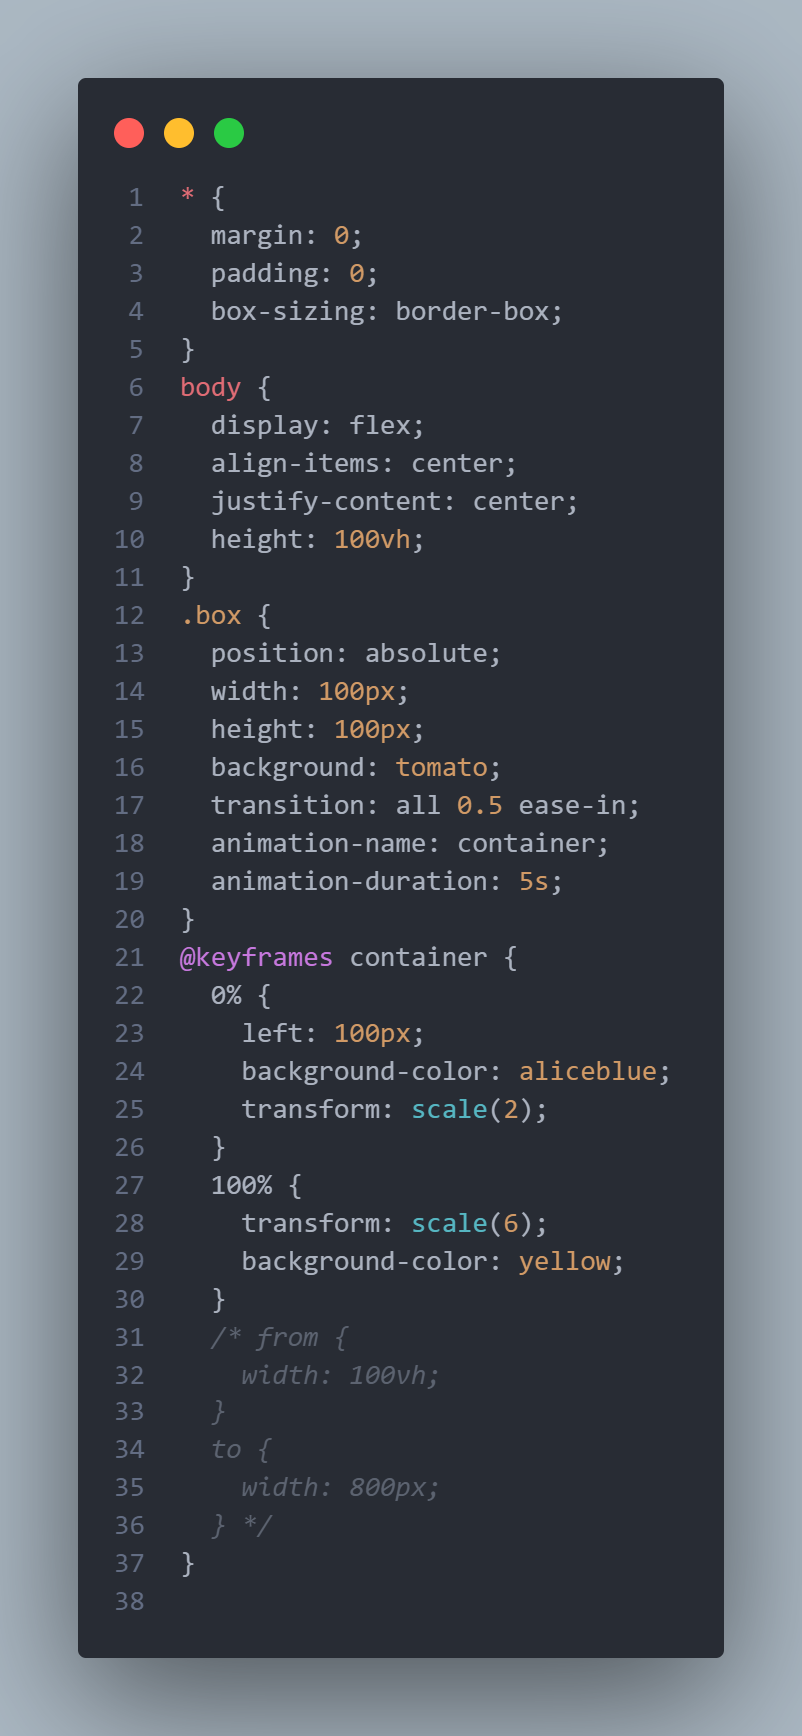 1 * {
2   margin: 0;
3   padding: 0;
4   box-sizing: border-box;
5 }
6 body {
7   display: flex;
8   align-items: center;
9   justify-content: center;
10   height: 100vh;
11 }
12 .box {
13   position: absolute;
14   width: 100px;
15   height: 100px;
16   background: tomato;
17   transition: all 0.5 ease-in;
18   animation-name: container;
19   animation-duration: 5s;
20 }
21 @keyframes container {
22   0% {
23     left: 100px;
24     background-color: aliceblue;
25     transform: scale(2);
26   }
27   100% {
28     transform: scale(6);
29     background-color: yellow;
30   }
31   /* from {
32     width: 100vh;
33   }
34   to {
35     width: 800px;
36   } */
37 }
38